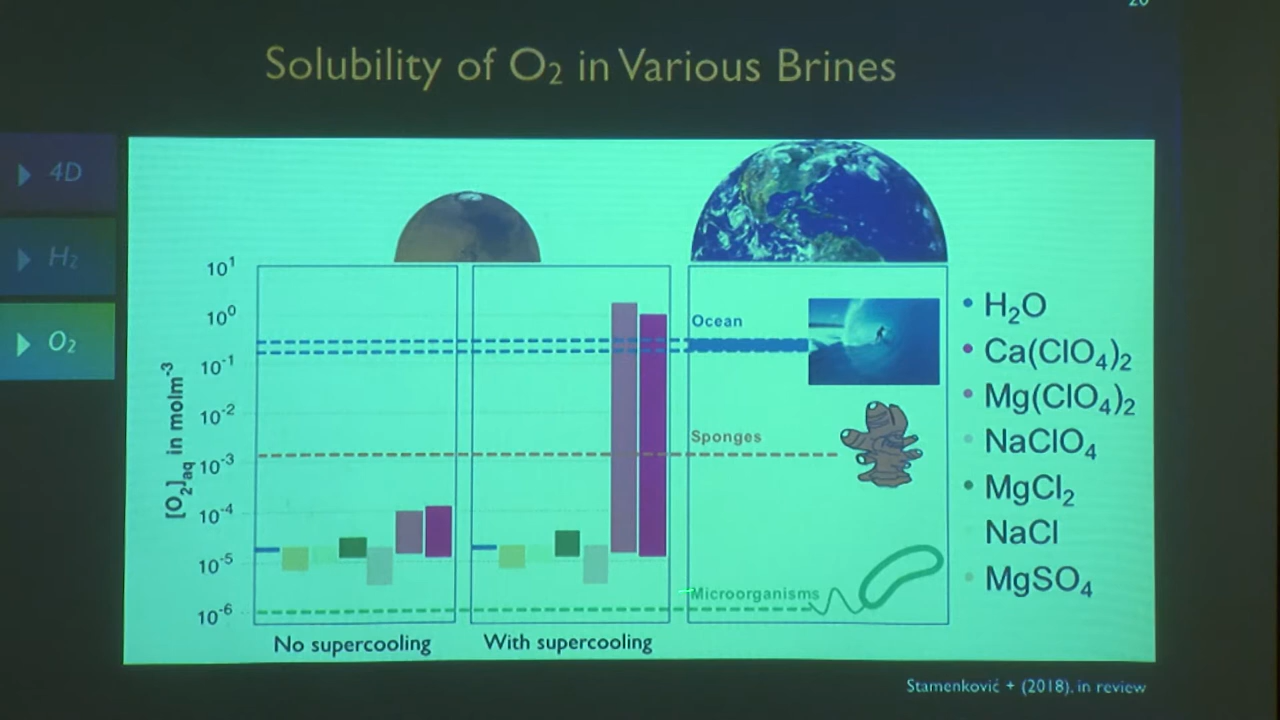 20
Solubility of O₂ in Various Brines
4D
H₂
O₂
10¹
10⁰
10⁻¹
10⁻²
10⁻³
10⁻⁴
10⁻⁵
10⁻⁶
[O₂]aq in molm⁻³
Ocean
Sponges
Microorganisms
No supercooling
With supercooling
H₂O
Ca(ClO₄)₂
Mg(ClO₄)₂
NaClO₄
MgCl₂
NaCl
MgSO₄
Stamenković + (2018), in review